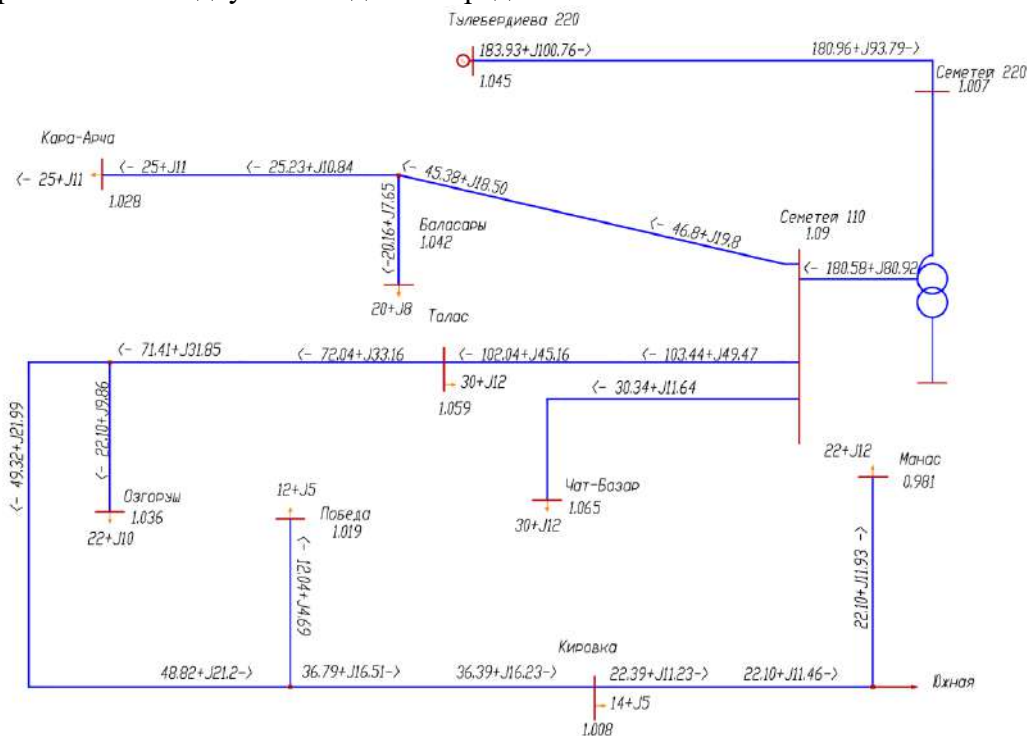 Тулебердиева 220
183.93+J100.76->
180.96+J93.79->
1.045
Семетей 220
1.007
Кара-Арча
<- 25+J11
<- 25+J11
<- 25.23+J10.84
<- 45.38+J18.50
1.028
<-20.16+J7.65
Баласары
1.042
20+J8
<- 46.8+J19.8
Семетей 110
1.09
<- 180.58+J80.92
Талас
<- 71.41+J31.85
<- 72.04+J33.16
<- 102.04+J45.16
<- 103.44+J49.47
30+J12
1.059
<- 30.34+J11.64
<- 49.32+J21.99
<- 22.10+J9.86
Озгоруш
1.036
22+J10
12+J5
Победа
1.019
<- 12.04+J4.69
Чат-Базар
1.065
30+J12
22+J12
Манас
0.981
22.10+J11.93 ->
Кировка
48.82+J21.2->
36.79+J16.51->
36.39+J16.23->
22.39+J11.23->
22.10+J11.46->
Южная
14+J5
1.008